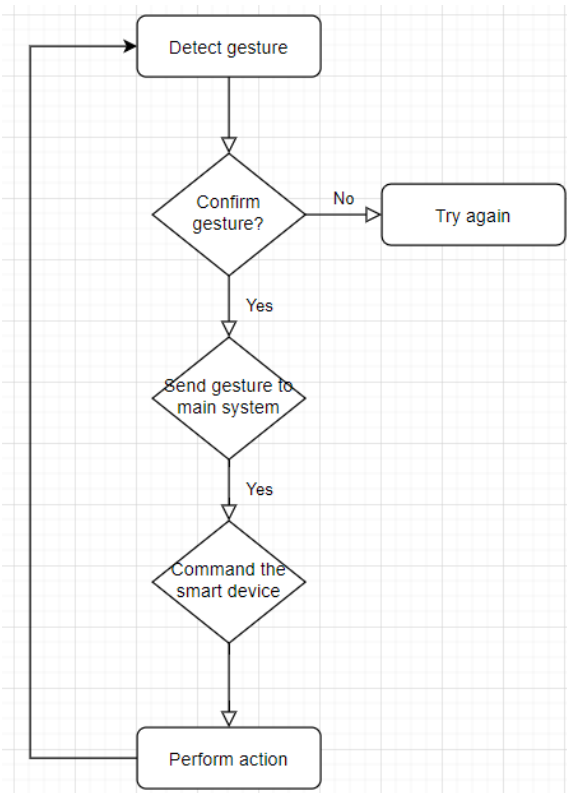 Detect gesture
Confirm
gesture?
No
Try again
Yes
Send gesture to
main system
Yes
Command the
smart device
Perform action